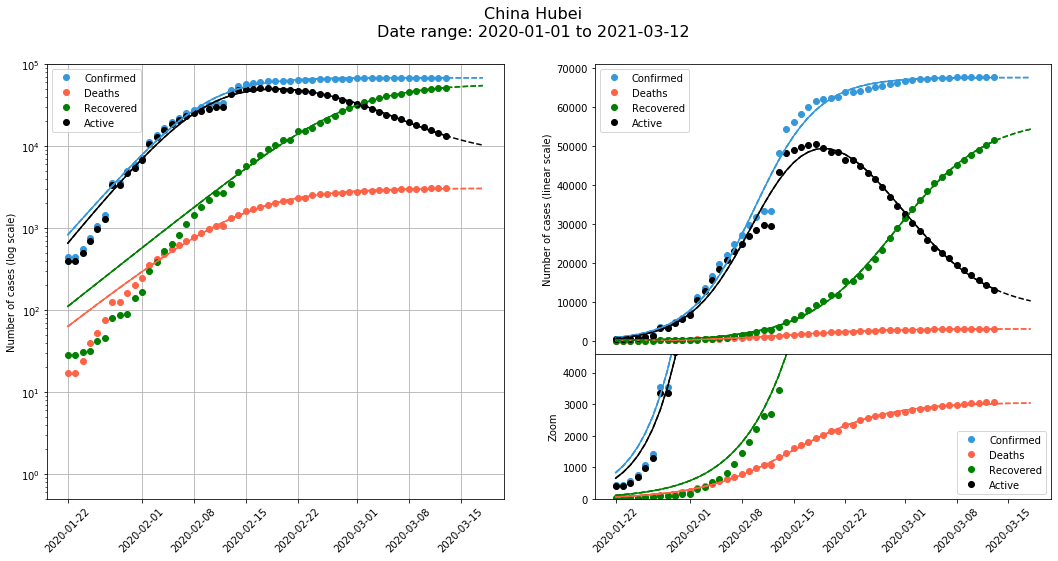 China Hubei
Date range: 2020-01-01 to 2021-03-12
Number of cases (log scale)
10^5
10^4
10^3
10^2
10^1
10^0
Confirmed
Deaths
Recovered
Active
2020-01-22
2020-02-01
2020-02-08
2020-02-15
2020-02-22
2020-03-01
2020-03-08
2020-03-15
Number of cases (linear scale)
70000
60000
50000
40000
30000
20000
10000
0
Confirmed
Deaths
Recovered
Active
Zoom
4000
3000
2000
1000
0
Confirmed
Deaths
Recovered
Active
2020-01-22
2020-02-01
2020-02-08
2020-02-15
2020-02-22
2020-03-01
2020-03-08
2020-03-15